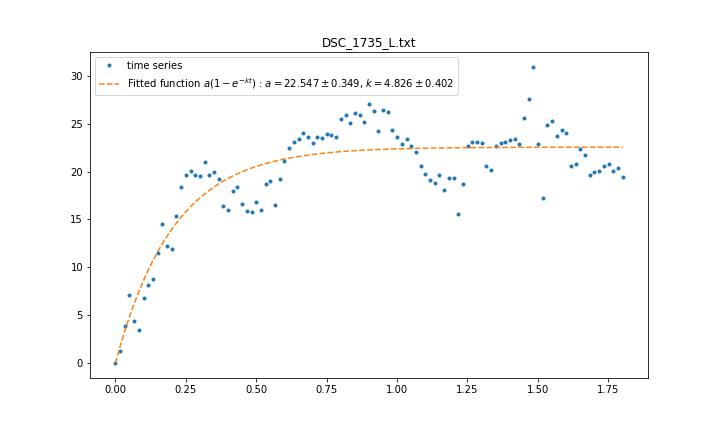 DSC_1735_L.txt
time series
Fitted function a(1 − e^{−kt}) : a = 22.547 ± 0.349, k = 4.826 ± 0.402
30
25
20
15
10
5
0
0.00 0.25 0.50 0.75 1.00 1.25 1.50 1.75